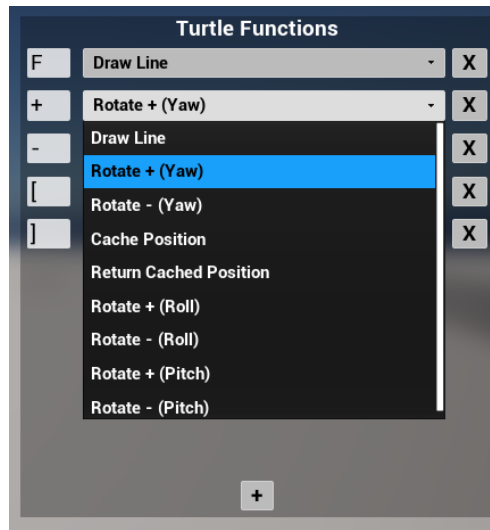 Turtle Functions
F Draw Line X
+ Rotate + (Yaw) X
- Draw Line X
Rotate + (Yaw)
[ Rotate - (Yaw) X
] Cache Position X
Return Cached Position
Rotate + (Roll)
Rotate - (Roll)
Rotate + (Pitch)
Rotate - (Pitch)
+